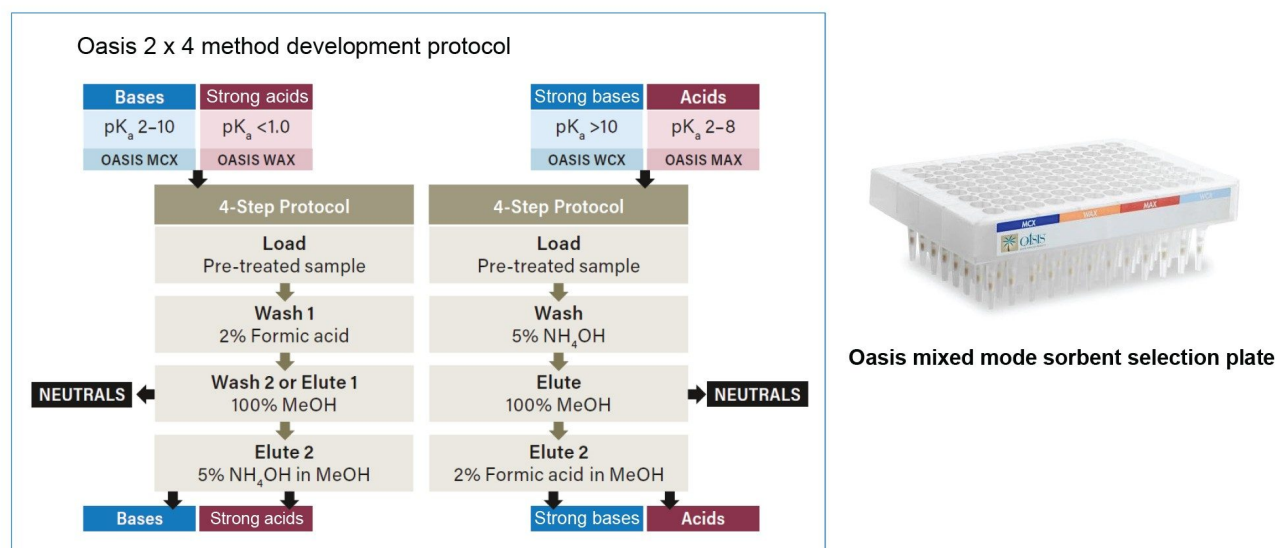 Oasis 2 x 4 method development protocol
Bases
Strong acids
pKₐ 2–10
pKₐ <1.0
OASIS MCX
OASIS WAX
4-Step Protocol
Load
Pre-treated sample
Wash 1
2% Formic acid
NEUTRALS
Wash 2 or Elute 1
100% MeOH
Elute 2
5% NH₄OH in MeOH
Bases
Strong acids
Strong bases
Acids
pKₐ >10
pKₐ 2–8
OASIS WCX
OASIS MAX
4-Step Protocol
Load
Pre-treated sample
Wash
5% NH₄OH
Elute
100% MeOH
NEUTRALS
Elute 2
2% Formic acid in MeOH
Strong bases
Acids
MCX
WAX
MAX
WCX
Oasis
Oasis mixed mode sorbent selection plate